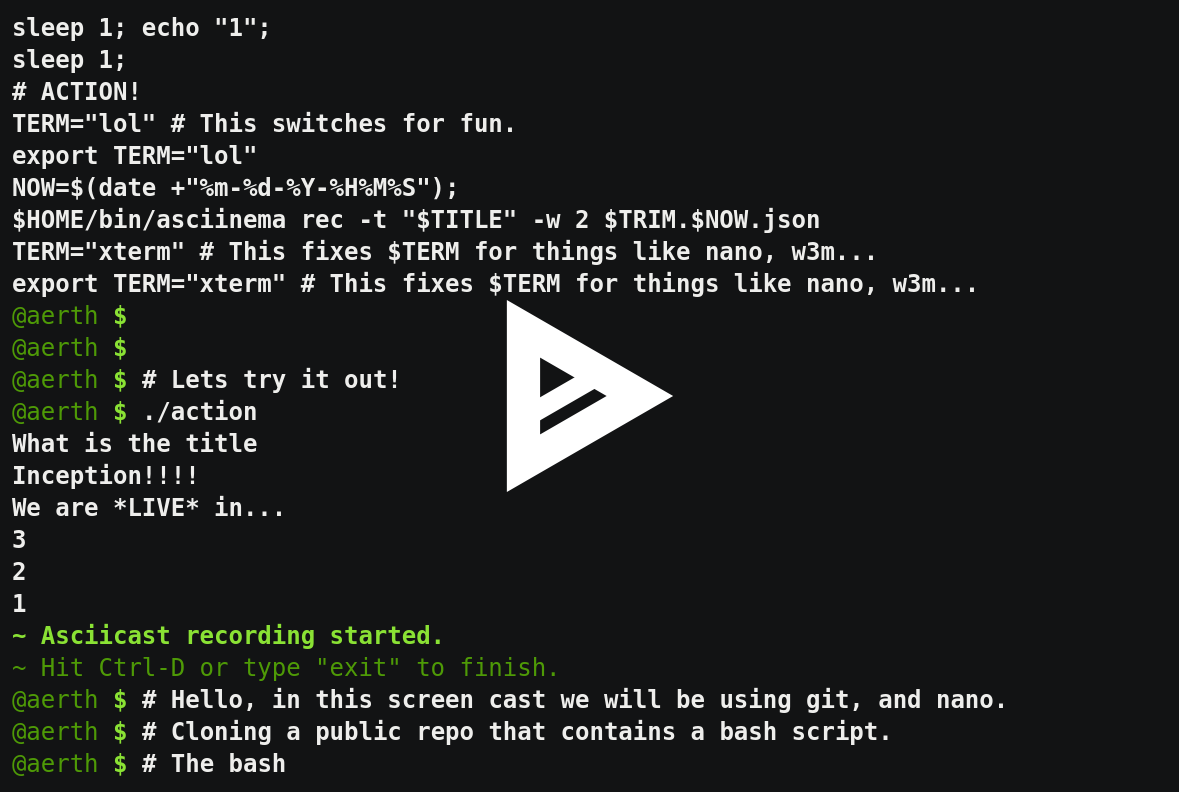 sleep 1; echo "1";
sleep 1;
# ACTION!
TERM="lol" # This switches for fun.
export TERM="lol"
NOW=$(date +"%m-%d-%Y-%H%M%S");
$HOME/bin/asciinema rec -t "$TITLE" -w 2 $TRIM.$NOW.json
TERM="xterm" # This fixes $TERM for things like nano, w3m...
export TERM="xterm" # This fixes $TERM for things like nano, w3m...
@aerth $
@aerth $
@aerth $ # Lets try it out!
@aerth $ ./action
What is the title
Inception!!!!
We are *LIVE* in...
3
2
1
~ Asciicast recording started.
~ Hit Ctrl-D or type "exit" to finish.
@aerth $ # Hello, in this screen cast we will be using git, and nano.
@aerth $ # Cloning a public repo that contains a bash script.
@aerth $ # The bash